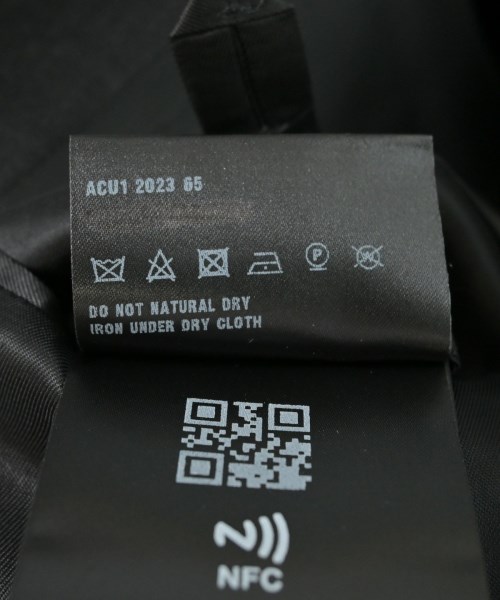 ACU1 2023 65
P
W
DO NOT NATURAL DRY
IRON UNDER DRY CLOTH
NFC